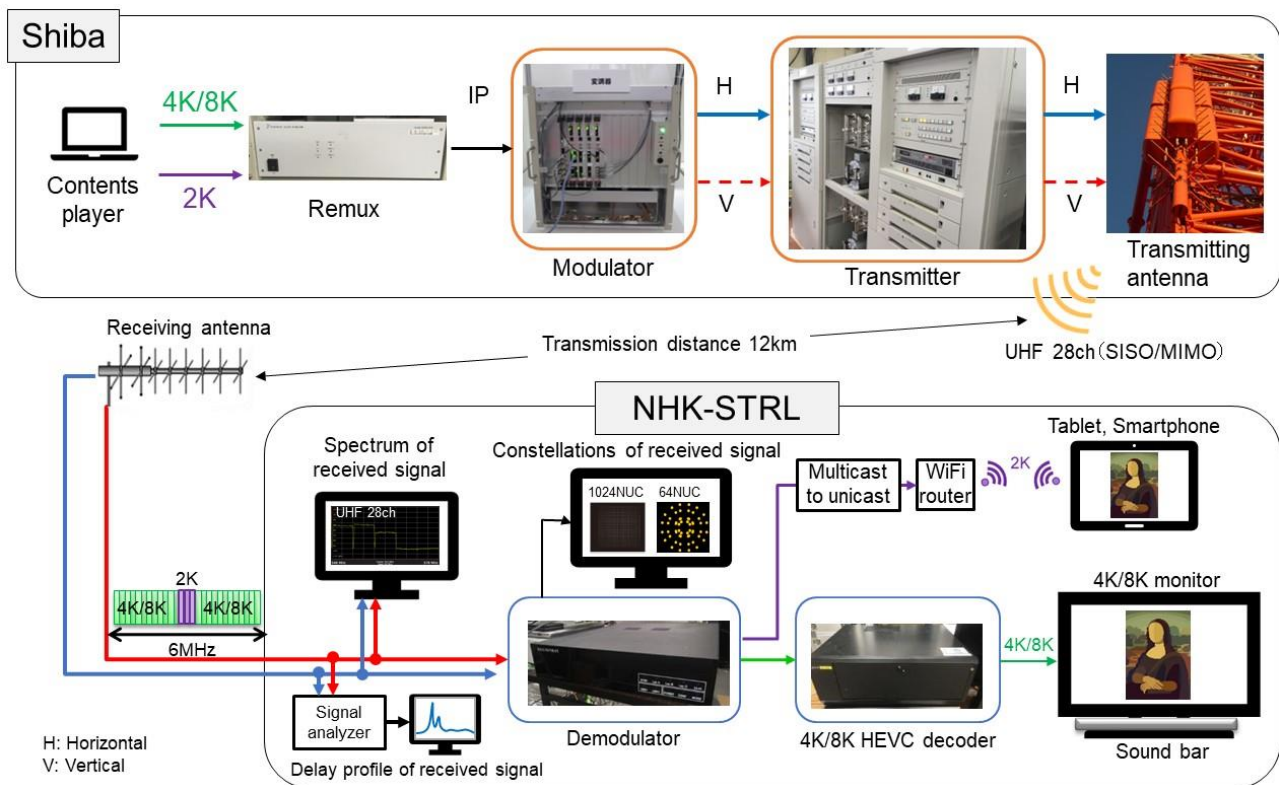 Shiba
4K/8K
2K
Contents
player
Remux
IP
変調器
Modulator
H
V
Transmitter
H
V
Transmitting
antenna
Receiving antenna
Transmission distance 12km
UHF 28ch（SISO/MIMO）
NHK-STRL
Spectrum of
received signal
UHF 28ch
Constellations of received signal
1024NUC
64NUC
Multicast
to unicast
WiFi
router
2K
Tablet, Smartphone
2K
4K/8K
4K/8K
6MHz
Signal
analyzer
Delay profile of received signal
Demodulator
4K/8K HEVC decoder
4K/8K
4K/8K monitor
Sound bar
H: Horizontal
V: Vertical